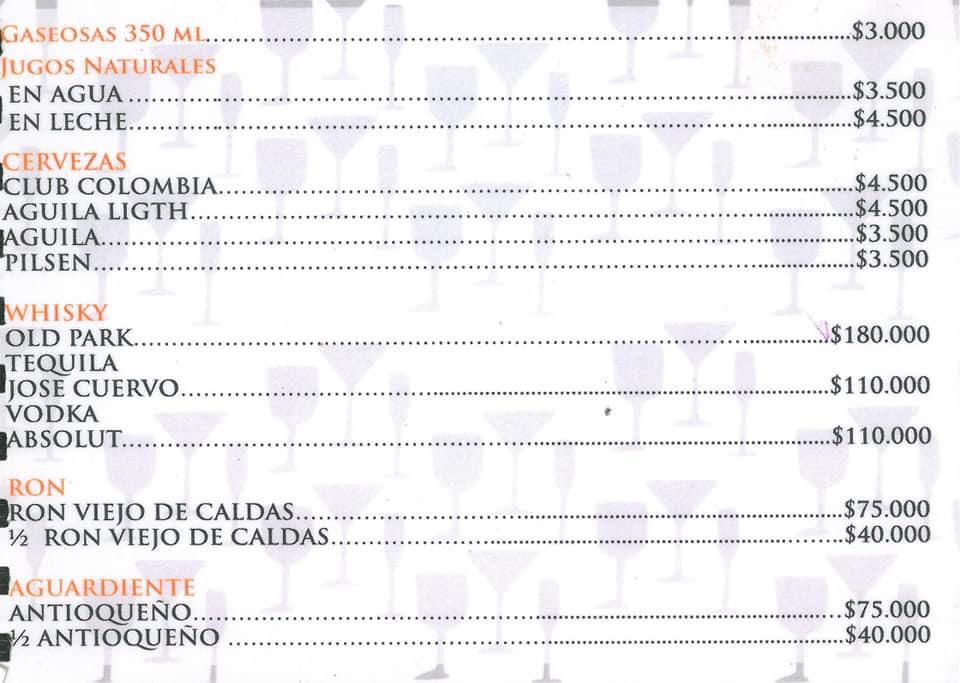 GASEOSAS 350 ML.....$3.000
JUGOS NATURALES
EN AGUA.....$3.500
EN LECHE.....$4.500
CERVEZAS
CLUB COLOMBIA.....$4.500
AGUILA LIGTH.....$4.500
AGUILA.....$3.500
PILSEN.....$3.500
WHISKY
OLD PARK.....$180.000
TEQUILA
JOSE CUERVO.....$110.000
VODKA
ABSOLUT.....$110.000
RON
RON VIEJO DE CALDAS.....$75.000
½ RON VIEJO DE CALDAS.....$40.000
AGUARDIENTE
ANTIOQUEÑO.....$75.000
½ ANTIOQUEÑO.....$40.000